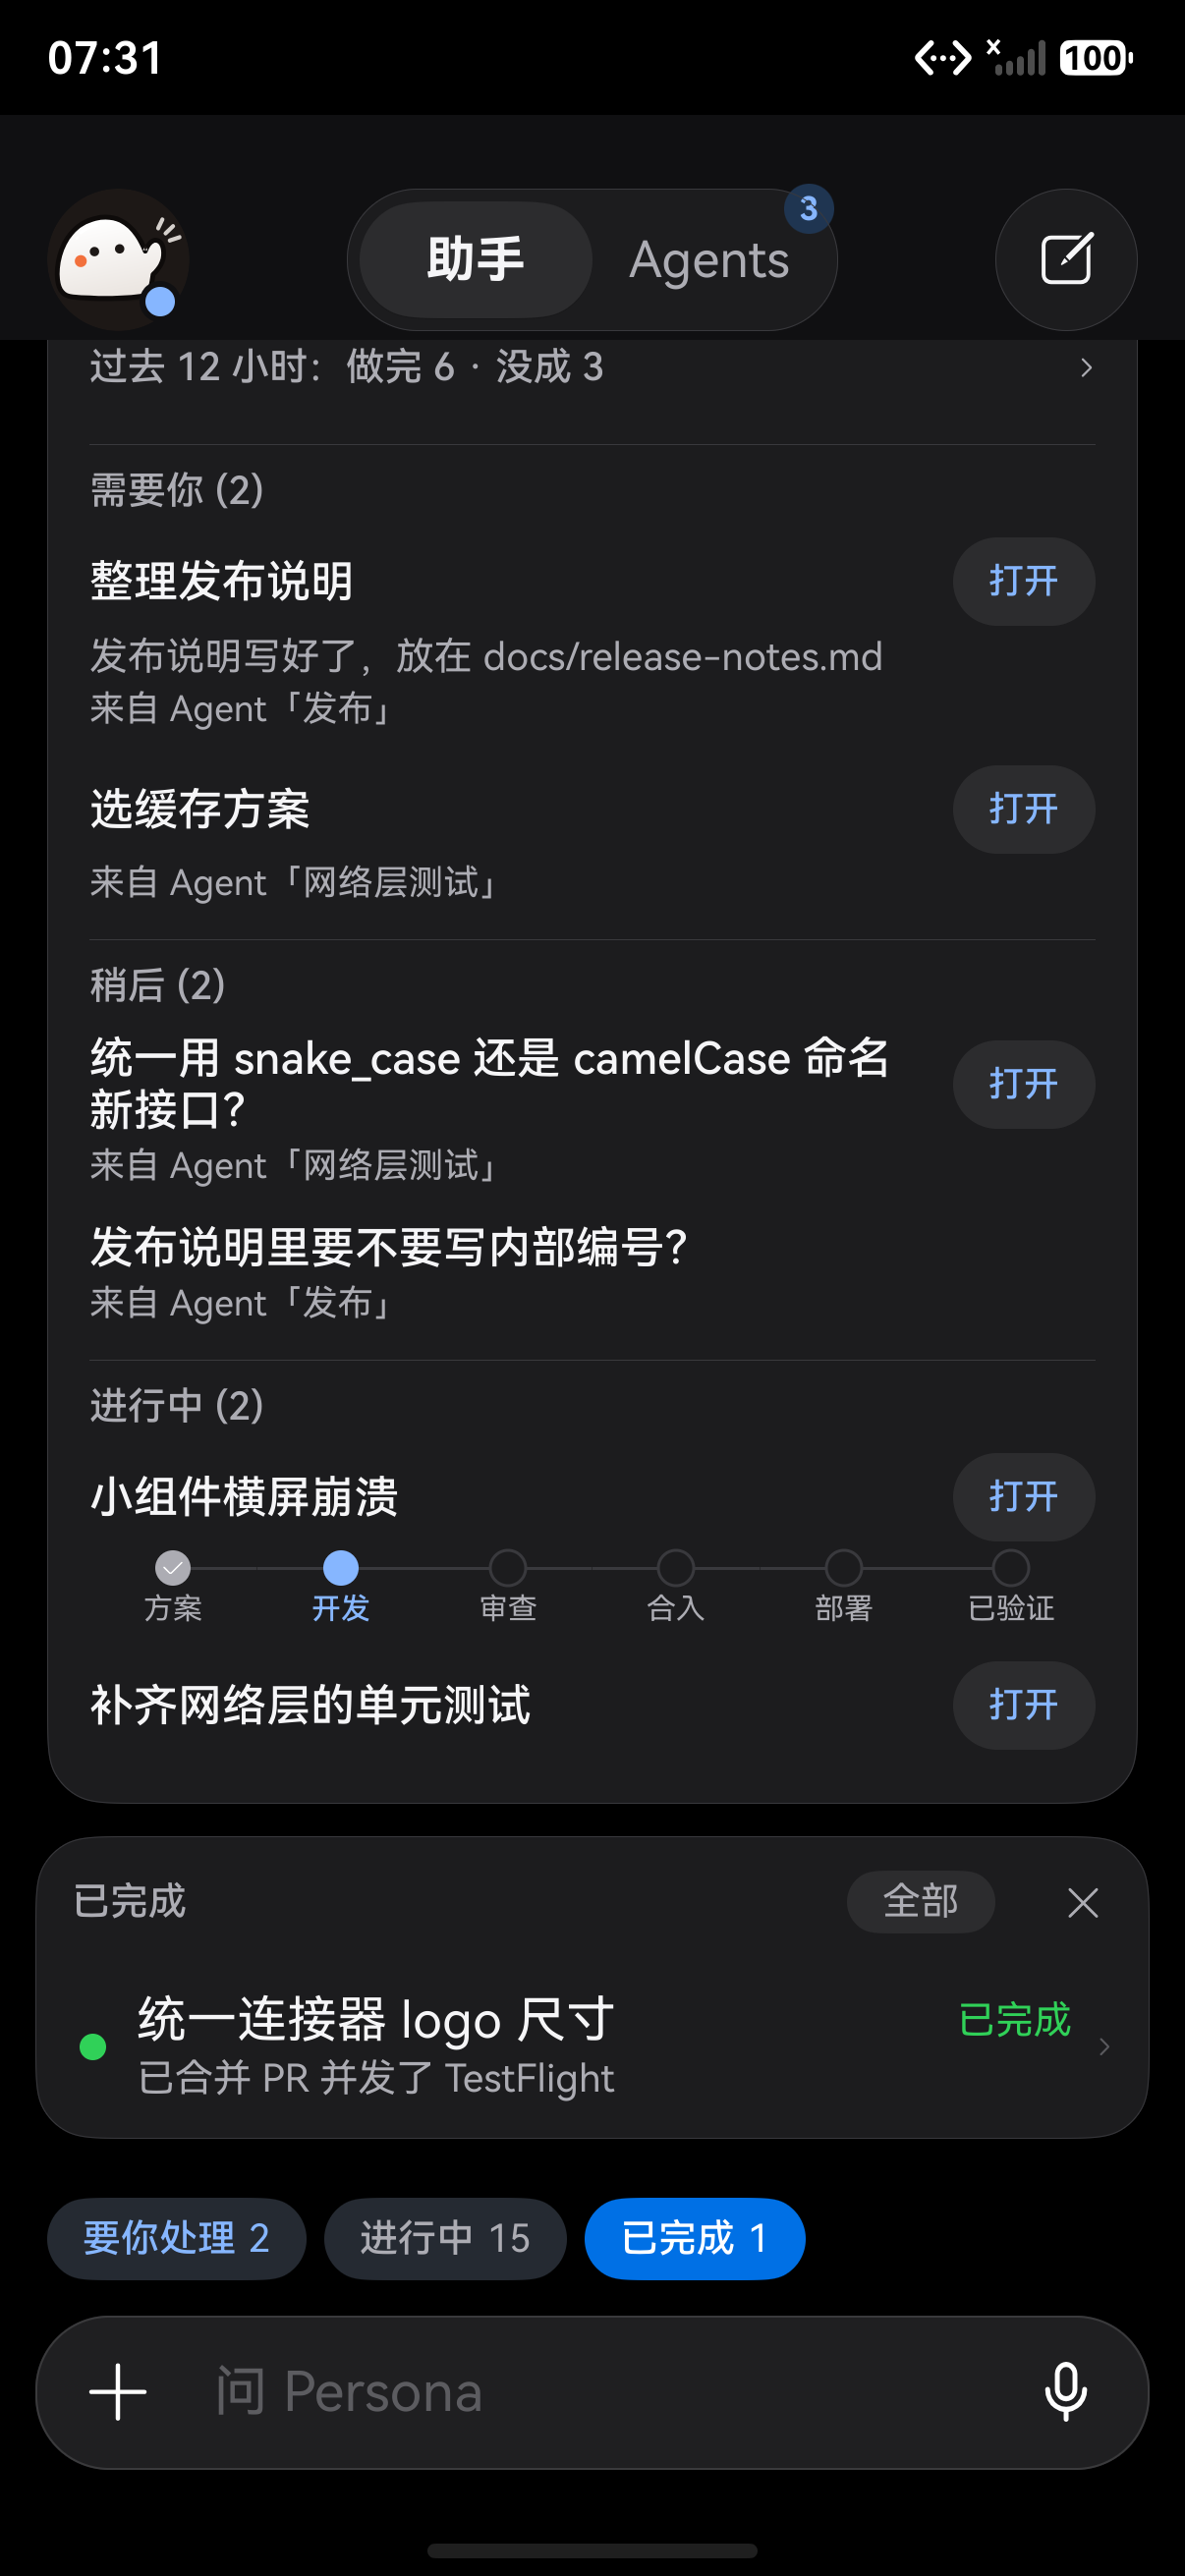 07:31
100
助手
Agents
3
过去 12 小时：做完 6 · 没成 3
需要你 (2)
整理发布说明
打开
发布说明写好了，放在 docs/release-notes.md
来自 Agent「发布」
选缓存方案
打开
来自 Agent「网络层测试」
稍后 (2)
统一用 snake_case 还是 camelCase 命名
新接口？
打开
来自 Agent「网络层测试」
发布说明里要不要写内部编号？
来自 Agent「发布」
进行中 (2)
小组件横屏崩溃
打开
方案 开发 审查 合入 部署 已验证
补齐网络层的单元测试
打开
已完成
全部
统一连接器 logo 尺寸
已完成
已合并 PR 并发了 TestFlight
要你处理 2
进行中 15
已完成 1
问 Persona